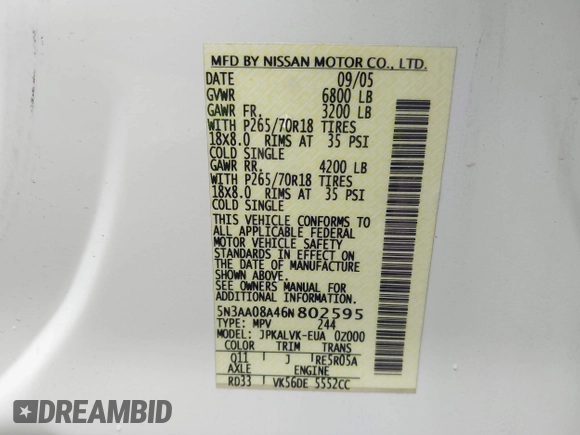 MFD BY NISSAN MOTOR CO., LTD.
DATE 09/05
GVWR 6800 LB
GAWR FR. 3200 LB
WITH P265/70R18 TIRES
18X8.0 RIMS AT 35 PSI
COLD SINGLE
GAWR RR. 4200 LB
WITH P265/70R18 TIRES
18X8.0 RIMS AT 35 PSI
COLD SINGLE
THIS VEHICLE CONFORMS TO
ALL APPLICABLE FEDERAL
MOTOR VEHICLE SAFETY
STANDARDS IN EFFECT ON
THE DATE OF MANUFACTURE
SHOWN ABOVE.
SEE OWNERS MANUAL FOR
ADDITIONAL INFORMATION.
5N3AA08A46N802595
TYPE: MPV 244
MODEL: JPKALVK-EUA 02000
COLOR TRIM TRANS
Q11 J RE5R05A
AXLE ENGINE
RD33 VK56DE 5552CC
DREAMBID